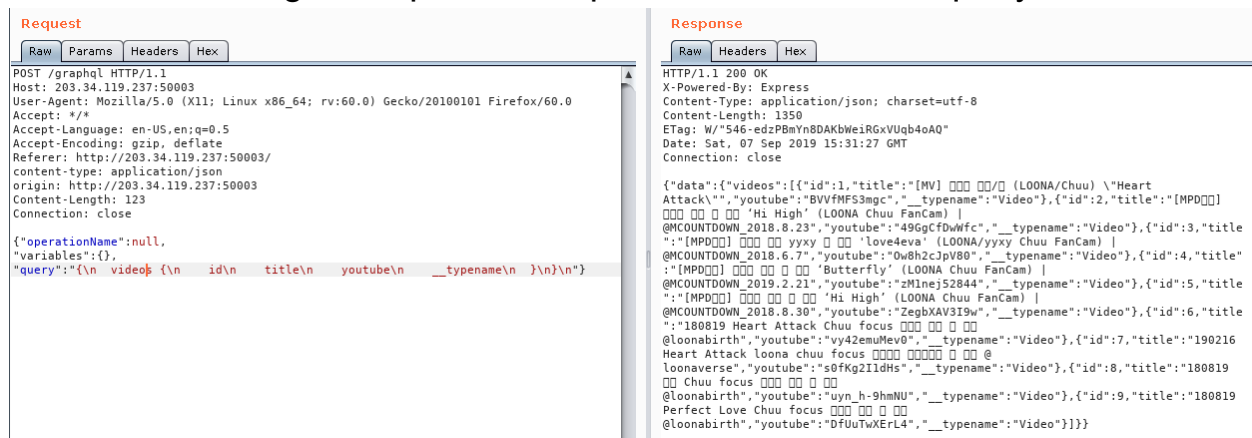 Request
Raw Params Headers Hex
POST /graphql HTTP/1.1
Host: 203.34.119.237:50003
User-Agent: Mozilla/5.0 (X11; Linux x86_64; rv:60.0) Gecko/20100101 Firefox/60.0
Accept: */*
Accept-Language: en-US,en;q=0.5
Accept-Encoding: gzip, deflate
Referer: http://203.34.119.237:50003/
content-type: application/json
origin: http://203.34.119.237:50003
Content-Length: 123
Connection: close
{"operationName":null,
"variables":{},
"query":"{\n  videos {\n    id\n    title\n    youtube\n    __typename\n  }\n}\n"}
Response
Raw Headers Hex
HTTP/1.1 200 OK
X-Powered-By: Express
Content-Type: application/json; charset=utf-8
Content-Length: 1350
ETag: W/"546-edzPBmYn8DAKbWeiRGxVUqb4oAQ"
Date: Sat, 07 Sep 2019 15:31:27 GMT
Connection: close
{"data":{"videos":[{"id":1,"title":"[MV] □□□ □□/□ (LOONA/Chuu) \"Heart
Attack\"","youtube":"BVVfMFS3mgc","__typename":"Video"},{"id":2,"title":"[MPD□□]
□□□ □□ □ □□ ‘Hi High’ (LOONA Chuu FanCam) |
@MCOUNTDOWN_2018.8.23","youtube":"49GgCfDwWfc","__typename":"Video"},{"id":3,"title
":"[MPD□□] □□□ □□ yyxy □ □□ 'love4eva' (LOONA/yyxy Chuu FanCam) |
@MCOUNTDOWN_2018.6.7","youtube":"Ow8h2cJpV80","__typename":"Video"},{"id":4,"title"
:"[MPD□□] □□□ □□ □ □□ ‘Butterfly’ (LOONA Chuu FanCam) |
@MCOUNTDOWN_2019.2.21","youtube":"zM1nej52844","__typename":"Video"},{"id":5,"title
":"[MPD□□] □□□ □□ □ □□ ‘Hi High’ (LOONA Chuu FanCam) |
@MCOUNTDOWN_2018.8.30","youtube":"ZegbXAV3I9w","__typename":"Video"},{"id":6,"title
":"180819 Heart Attack Chuu focus □□□ □□ □ □□
@loonabirth","youtube":"vy42emuMev0","__typename":"Video"},{"id":7,"title":"190216
Heart Attack loona chuu focus □□□□ □□□□□ □ □□ @
loonaverse","youtube":"s0fKg2I1dHs","__typename":"Video"},{"id":8,"title":"180819
□□ Chuu focus □□□ □□ □ □□
@loonabirth","youtube":"uyn_h-9hmNU","__typename":"Video"},{"id":9,"title":"180819
Perfect Love Chuu focus □□□ □□ □ □□
@loonabirth","youtube":"DfUuTwXErL4","__typename":"Video"}]}}